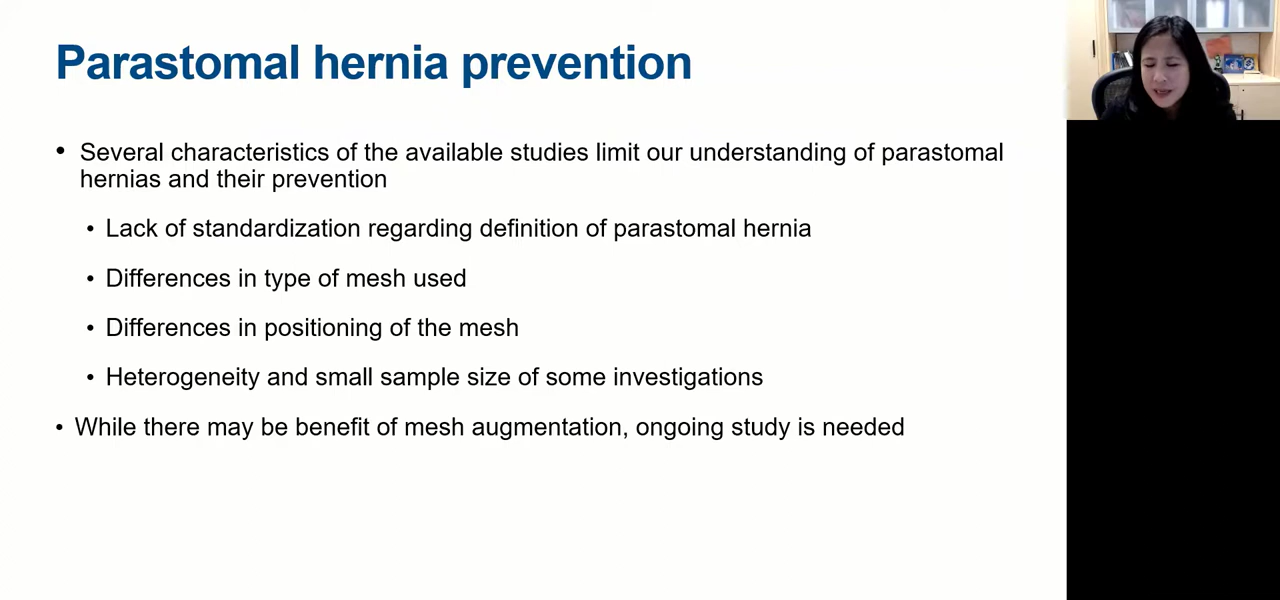 Parastomal hernia prevention
• Several characteristics of the available studies limit our understanding of parastomal
hernias and their prevention
• Lack of standardization regarding definition of parastomal hernia
• Differences in type of mesh used
• Differences in positioning of the mesh
• Heterogeneity and small sample size of some investigations
• While there may be benefit of mesh augmentation, ongoing study is needed